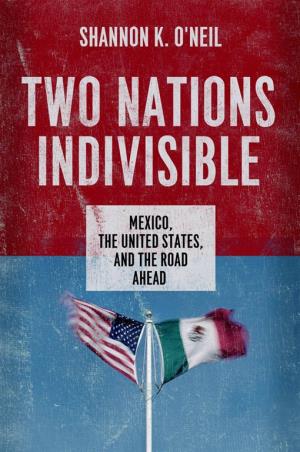 SHANNON K. O'NEIL
TWO NATIONS
INDIVISIBLE
MEXICO,
THE UNITED STATES,
AND THE ROAD
AHEAD